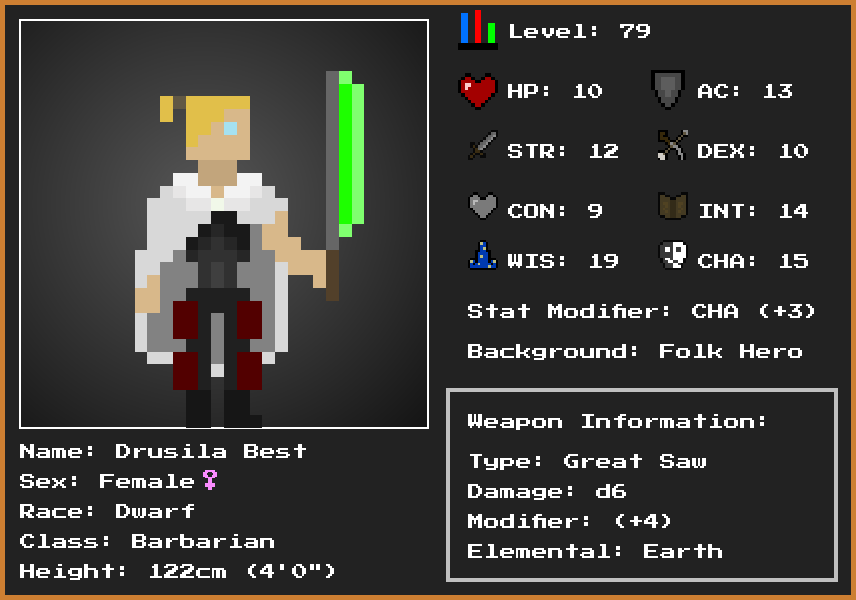 Level: 79
HP: 10 AC: 13
STR: 12 DEX: 10
CON: 9 INT: 14
WIS: 19 CHA: 15
Stat Modifier: CHA (+3)
Background: Folk Hero
Weapon Information:
Type: Great Saw
Damage: d6
Modifier: (+4)
Elemental: Earth
Name: Drusila Best
Sex: Female♀
Race: Dwarf
Class: Barbarian
Height: 122cm (4'0")